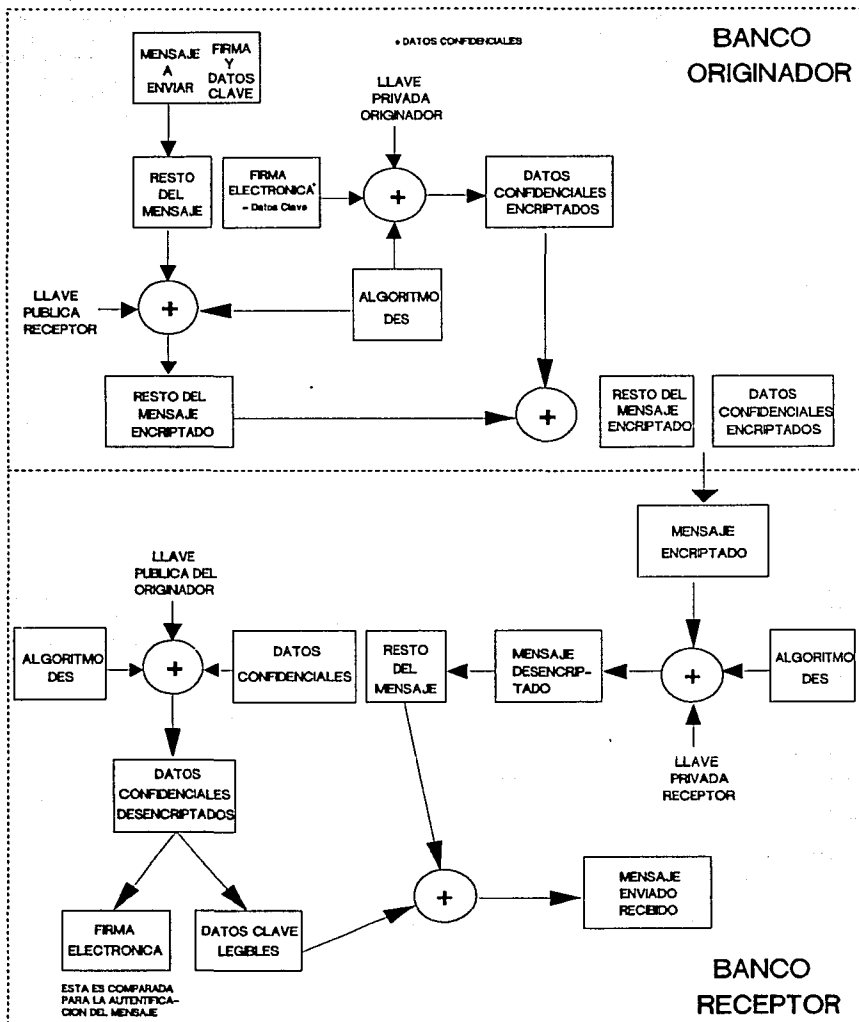 BANCO
ORIGINADOR
MENSAJE
A
ENVIAR
FIRMA
Y
DATOS
CLAVE
* DATOS CONFIDENCIALES
LLAVE
PRIVADA
ORIGINADOR
RESTO
DEL
MENSAJE
FIRMA
ELECTRONICA*
- Datos Clave
+
DATOS
CONFIDENCIALES
ENCRIPTADOS
LLAVE
PUBLICA
RECEPTOR
+
ALGORITMO
DES
RESTO DEL
MENSAJE
ENCRIPTADO
+
RESTO DEL
MENSAJE
ENCRIPTADO
DATOS
CONFIDENCIALES
ENCRIPTADOS
MENSAJE
ENCRIPTADO
LLAVE
PUBLICA DEL
ORIGINADOR
ALGORITMO
DES
+
DATOS
CONFIDENCIALES
RESTO
DEL
MENSAJE
MENSAJE
DESENCRIP-
TADO
+
ALGORITMO
DES
LLAVE
PRIVADA
RECEPTOR
DATOS
CONFIDENCIALES
DESENCRIPTADOS
FIRMA
ELECTRONICA
DATOS CLAVE
LEGIBLES
+
MENSAJE
ENVIADO
RECIBIDO
ESTA ES COMPARADA
PARA LA AUTENTIFICA-
CION DEL MENSAJE
BANCO
RECEPTOR